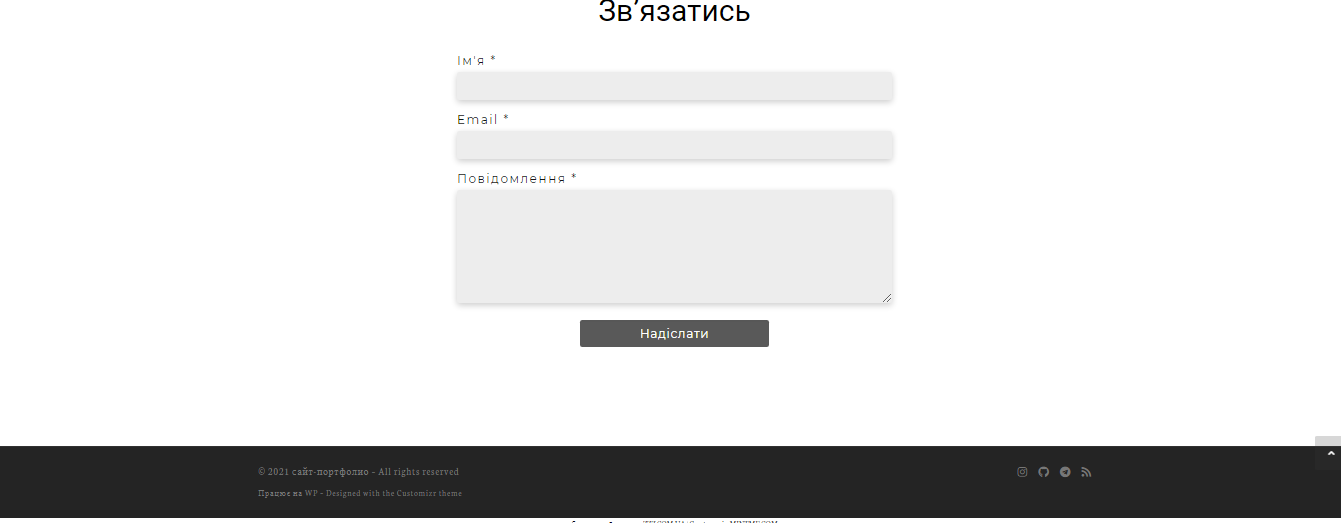 Зв’язатись
Ім'я *
Email *
Повідомлення *
Надіслати
© 2021 сайт-портфолио – All rights reserved
Працює на WP – Designed with the Customizr theme